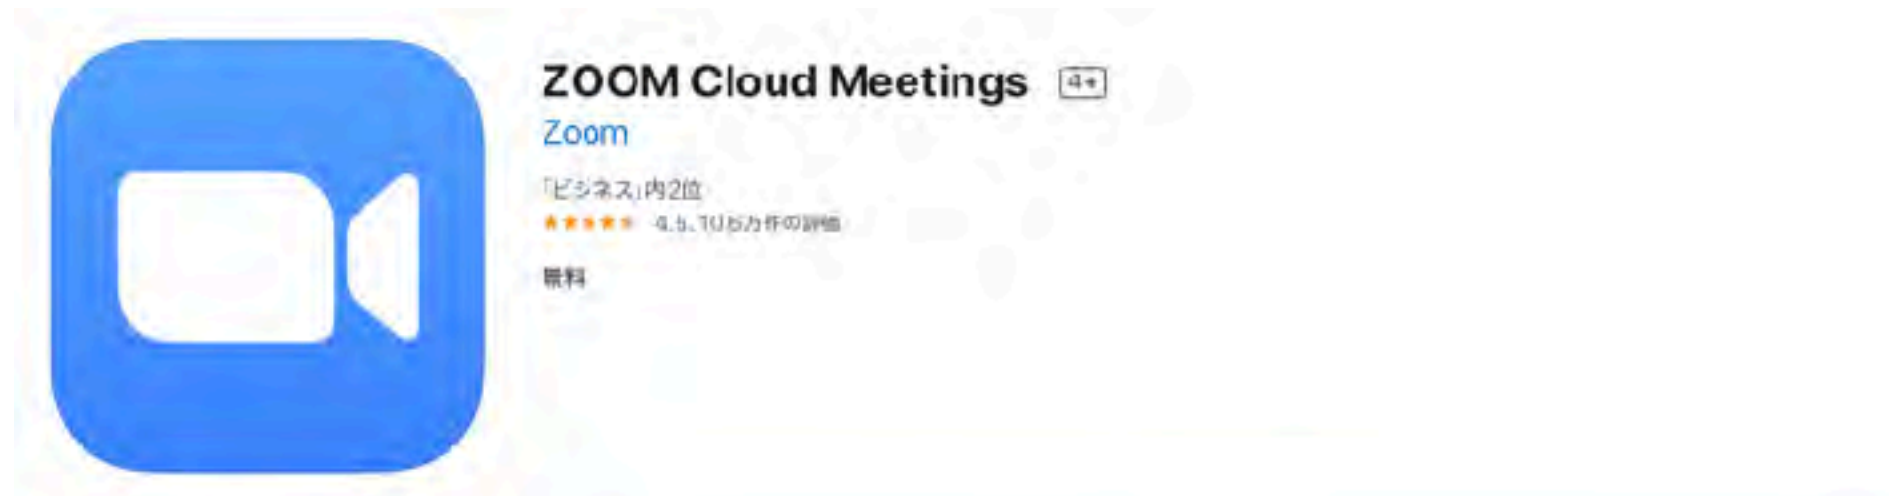 ZOOM Cloud Meetings 4+
Zoom
「ビジネス」内2位
4.5、10.5万件の評価
無料